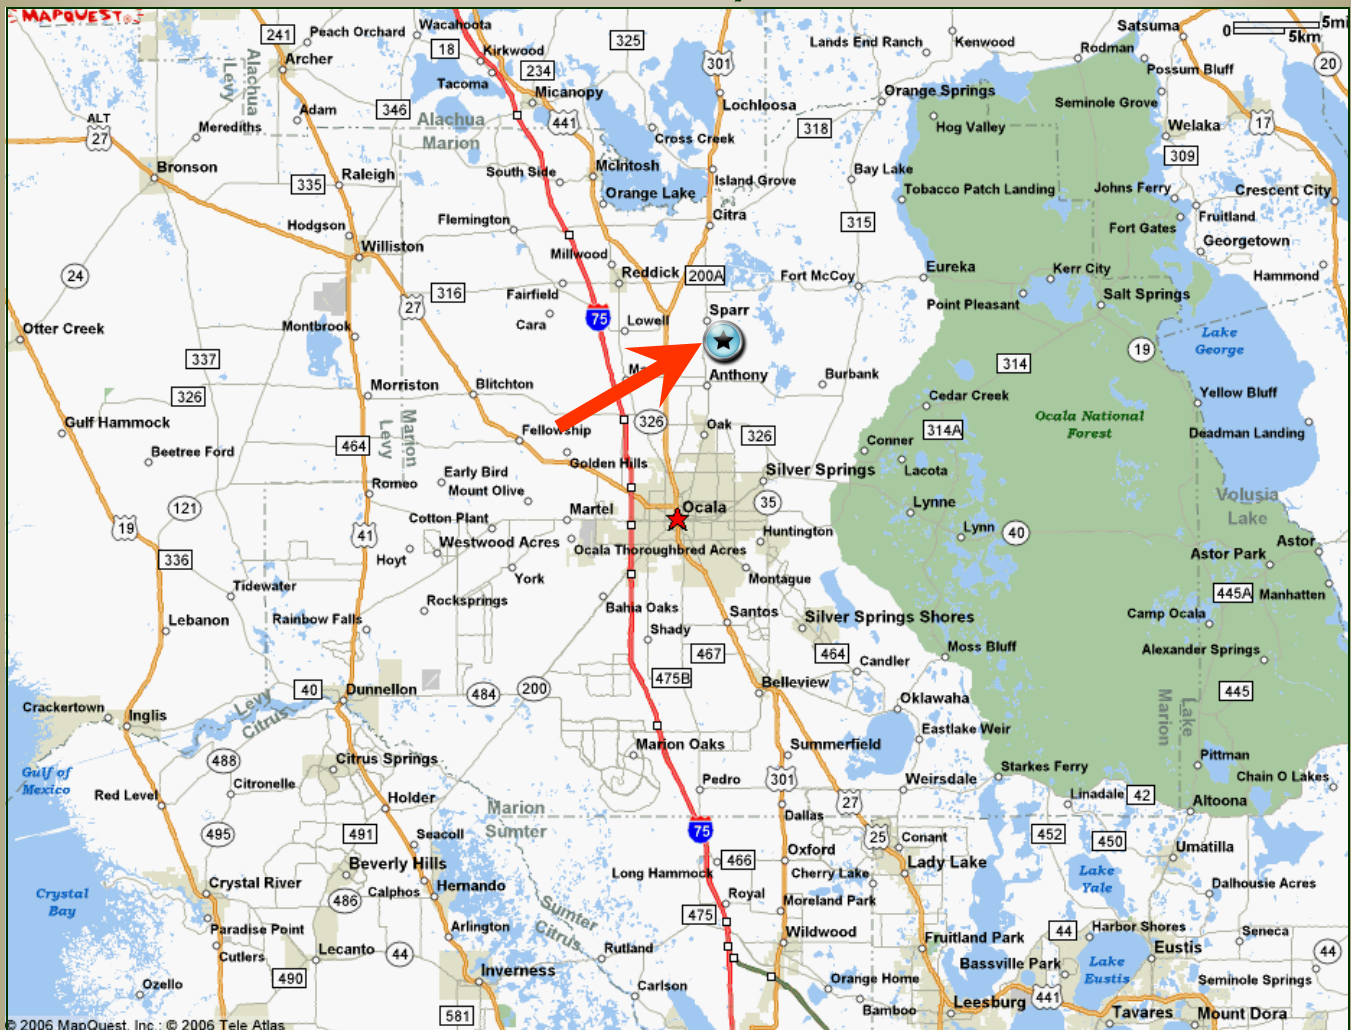 MAPQUEST
Wacahoota
Satsuma
5mi
0
5km
241
Peach Orchard
18
Kirkwood
325
Lands End Ranch
Kenwood
Rodman
Archer
Alachua
Levy
Tacoma
234
301
Possum Bluff
20
Micanopy
Orange Springs
Seminole Grove
Adam
346
Lochloosa
ALT
27
Merediths
Alachua
Marion
441
318
Hog Valley
Welaka
17
Cross Creek
309
Bronson
Raleigh
335
South Side
McIntosh
Island Grove
Bay Lake
Tobacco Patch Landing
Johns Ferry
Crescent City
Orange Lake
Hodgson
Flemington
Citra
315
Fort Gates
Fruitland
Williston
Georgetown
Millwood
24
Reddick
200A
Fort McCoy
Eureka
Kerr City
Hammond
316
Fairfield
Point Pleasant
Salt Springs
27
Otter Creek
Montbrook
Cara
75
Lowell
Sparr
Lake
George
337
19
314
Ma
Anthony
Burbank
326
Morriston
Blitchton
Cedar Creek
Yellow Bluff
Gulf Hammock
Marion
Levy
326
Oak
326
314A
Ocala National
Forest
Deadman Landing
464
Fellowship
Conner
Beetree Ford
Golden Hills
Silver Springs
Lacota
Early Bird
Romeo
Mount Olive
35
Lynne
Volusia
Lake
121
Martel
Ocala
19
Cotton Plant
Huntington
Lynn
40
41
Westwood Acres
Ocala Thoroughbred Acres
Astor
336
Hoyt
Astor Park
York
Montague
Tidewater
445A
Manhatten
Rocksprings
Bahia Oaks
Lebanon
Rainbow Falls
Santos
Silver Springs Shores
Camp Ocala
Shady
467
464
Moss Bluff
Alexander Springs
Candler
475B
40
Dunnellon
484
200
Belleview
445
Oklawaha
Levy
Citrus
Lake
Marion
Crackertown
Inglis
Marion Oaks
Summerfield
Eastlake Weir
488
Citrus Springs
Pittman
Gulf of
Mexico
Pedro
301
Weirsdale
Starkes Ferry
Chain O Lakes
Red Level
Citronelle
Holder
Linadale
42
Altoona
Marion
Sumter
27
Dallas
495
491
Seacoll
75
25
Conant
452
450
Umatilla
Oxford
Beverly Hills
466
Lady Lake
Long Hammock
Cherry Lake
Crystal River
Calphos
Hernando
Lake
Yale
Dalhousie Acres
Crystal
Bay
486
Royal
Moreland Park
Sumter
Citrus
475
Paradise Point
Arlington
Wildwood
Fruitland Park
44
Harbor Shores
Seneca
Cutlers
Lecanto
44
Rutland
Eustis
44
Bassville Park
Lake
Eustis
490
Inverness
Orange Home
Seminole Springs
Ozello
Carlson
Leesburg
441
581
Bamboo
Tavares
Mount Dora
© 2006 MapQuest, Inc.; © 2006 Tele Atlas